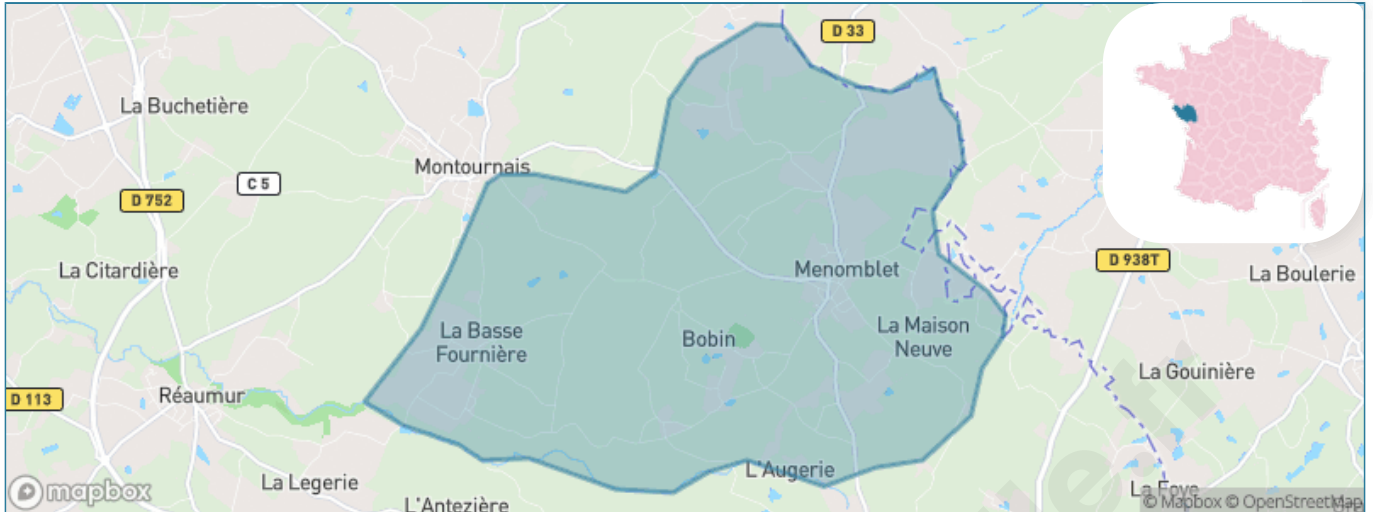 D 33
La Buchetière
Montournais
C 5
D 752
La Citardière
Menomblet
D 938T
La Boulerie
La Basse
Fournière
Bobin
La Maison
Neuve
La Gouinière
D 113
Réaumur
L'Augerie
La Legerie
La Foye
L'Antezière
mapbox
© Mapbox © OpenStreetMap